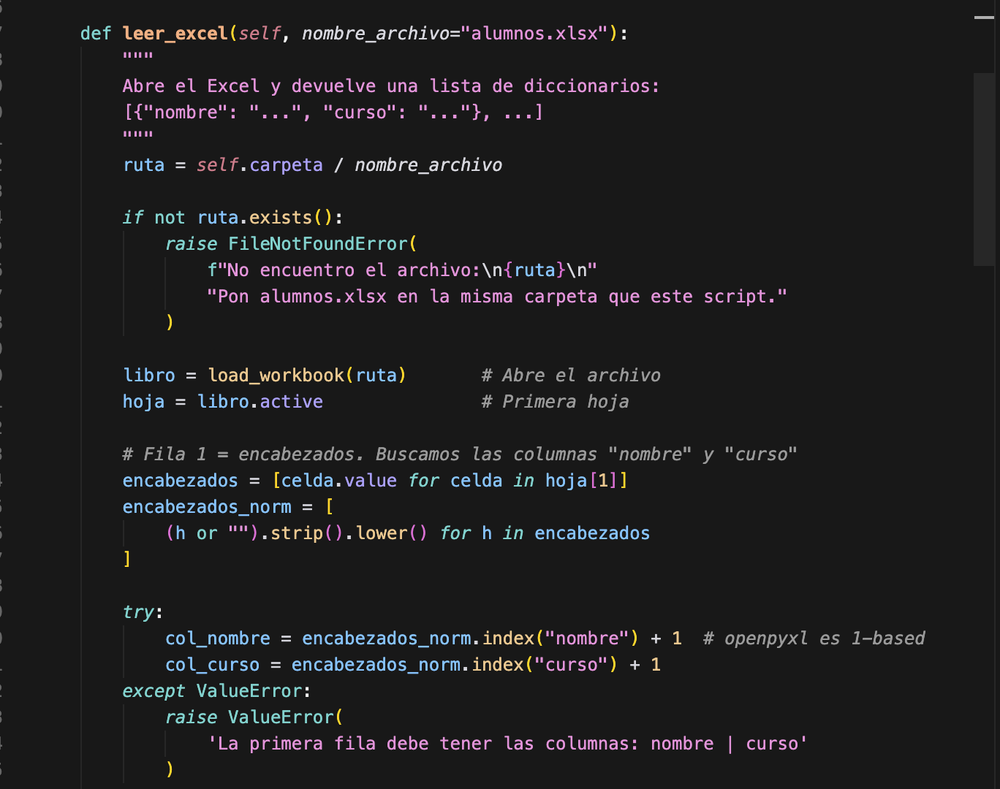 def leer_excel(self, nombre_archivo="alumnos.xlsx"):
"""
Abre el Excel y devuelve una lista de diccionarios:
[{"nombre": "...", "curso": "..."}, ...]
"""
ruta = self.carpeta / nombre_archivo
if not ruta.exists():
raise FileNotFoundError(
f"No encuentro el archivo:\n{ruta}\n"
"Pon alumnos.xlsx en la misma carpeta que este script."
)
libro = load_workbook(ruta)       # Abre el archivo
hoja = libro.active               # Primera hoja
# Fila 1 = encabezados. Buscamos las columnas "nombre" y "curso"
encabezados = [celda.value for celda in hoja[1]]
encabezados_norm = [
(h or "").strip().lower() for h in encabezados
]
try:
col_nombre = encabezados_norm.index("nombre") + 1  # openpyxl es 1-based
col_curso = encabezados_norm.index("curso") + 1
except ValueError:
raise ValueError(
'La primera fila debe tener las columnas: nombre | curso'
)